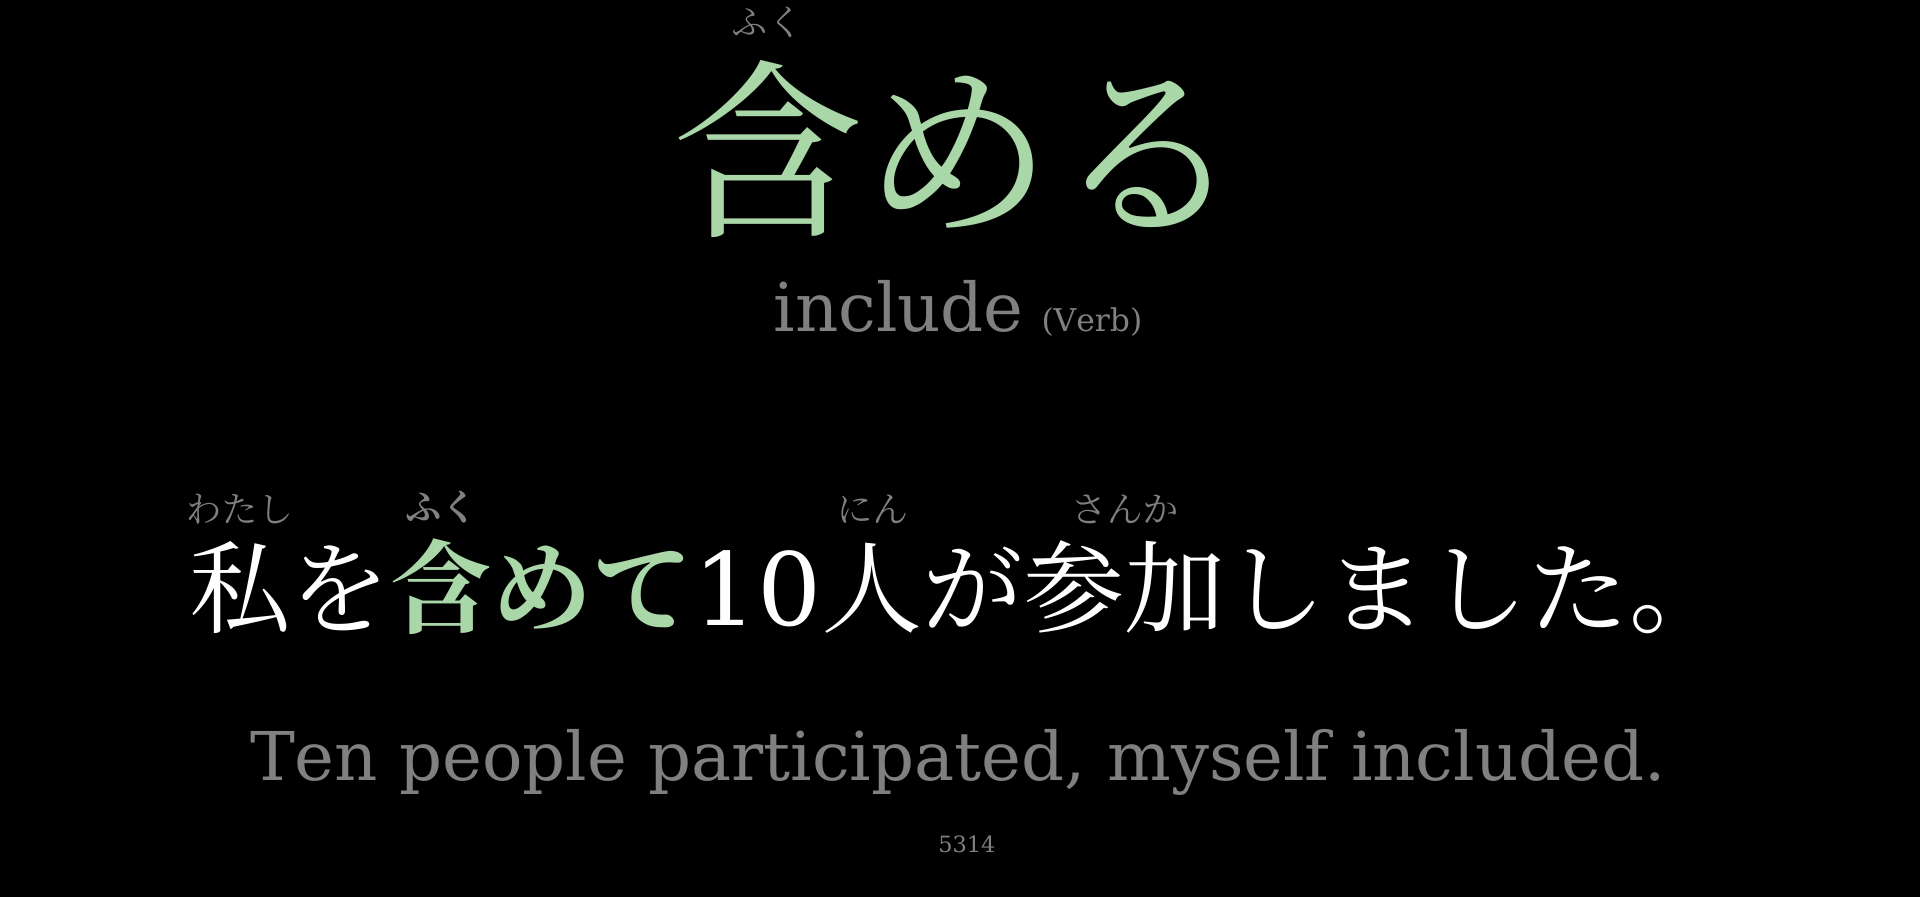 ふく
含める
include (Verb)
わたし ふく にん さんか
私を含めて10人が参加しました。
Ten people participated, myself included.
5314